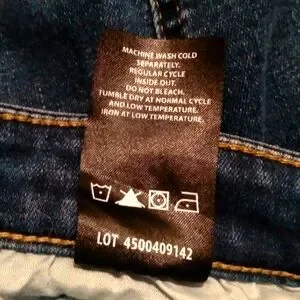 MACHINE WASH COLD
SEPARATELY.
REGULAR CYCLE
INSIDE OUT.
DO NOT BLEACH.
TUMBLE DRY AT NORMAL CYCLE
AND LOW TEMPERATURE.
IRON AT LOW TEMPERATURE.
LOT 4500409142